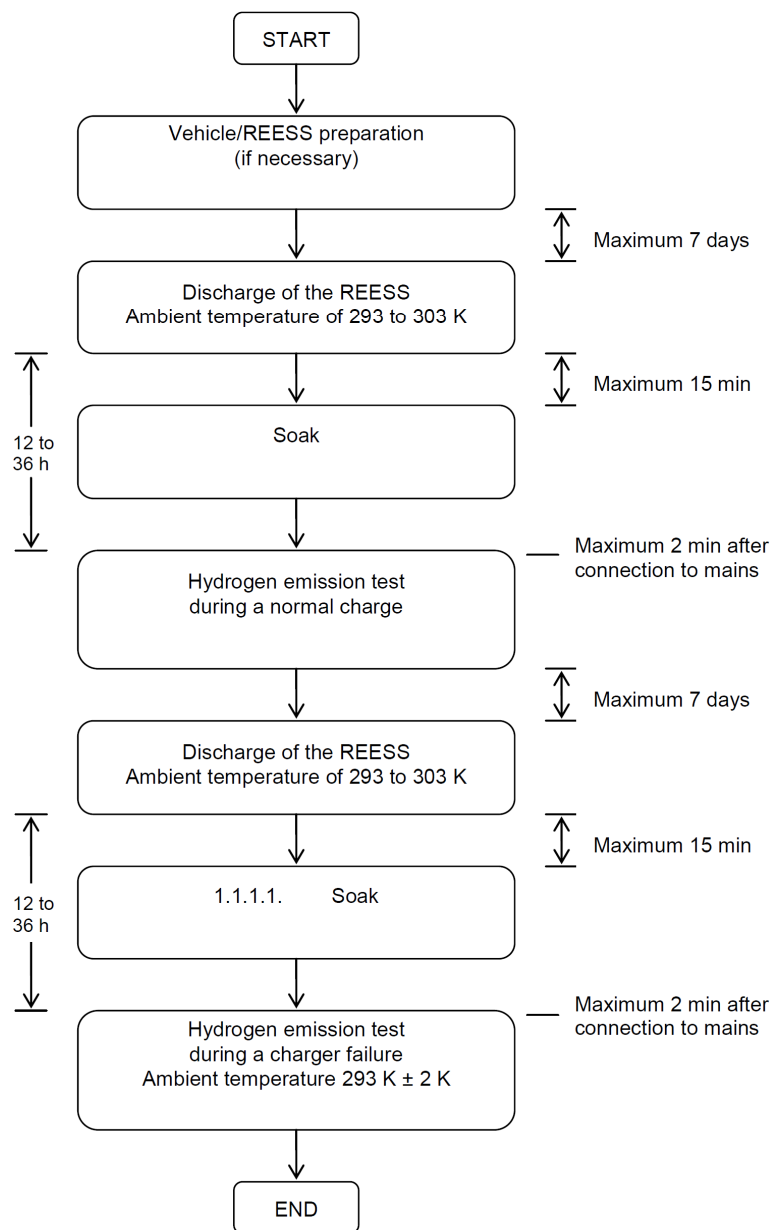 START
Vehicle/REESS preparation
(if necessary)
Maximum 7 days
Discharge of the REESS
Ambient temperature of 293 to 303 K
Maximum 15 min
Soak
12 to
36 h
Maximum 2 min after
connection to mains
Hydrogen emission test
during a normal charge
Maximum 7 days
Discharge of the REESS
Ambient temperature of 293 to 303 K
Maximum 15 min
1.1.1.1. Soak
12 to
36 h
Maximum 2 min after
connection to mains
Hydrogen emission test
during a charger failure
Ambient temperature 293 K ± 2 K
END